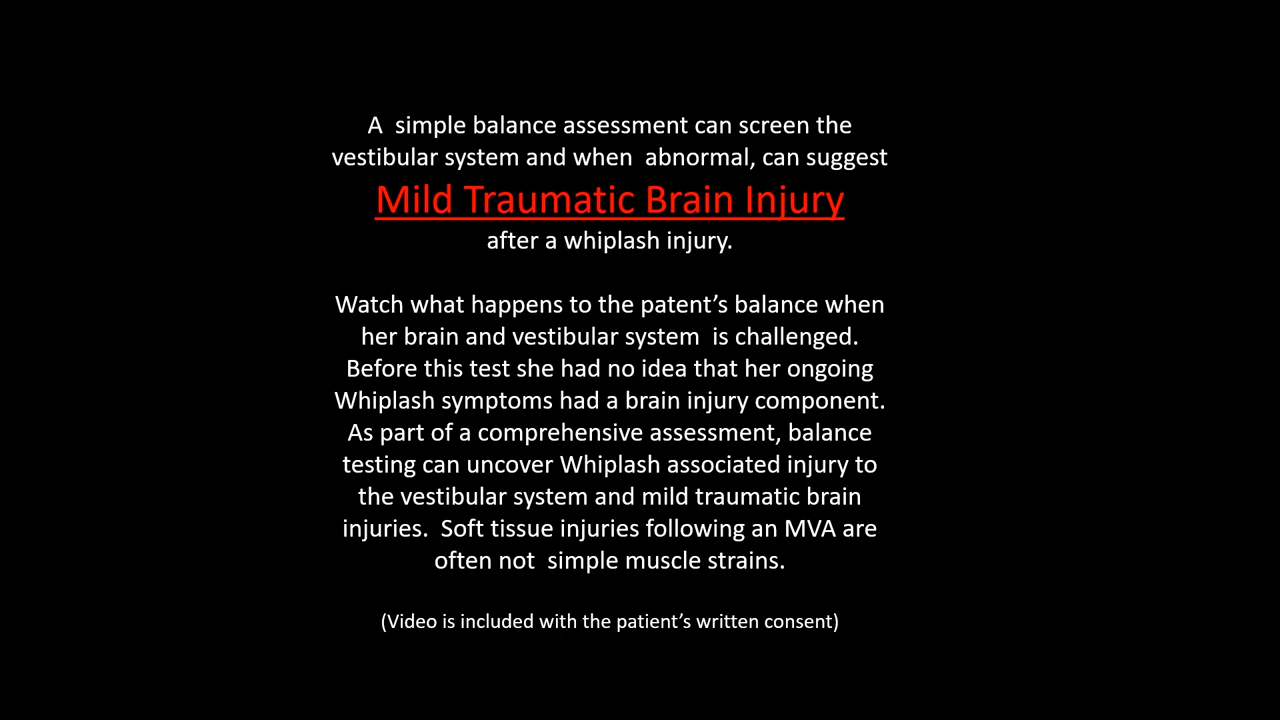 A  simple balance assessment can screen the
vestibular system and when  abnormal, can suggest
Mild Traumatic Brain Injury
after a whiplash injury.
Watch what happens to the patent’s balance when
her brain and vestibular system  is challenged.
Before this test she had no idea that her ongoing
Whiplash symptoms had a brain injury component.
As part of a comprehensive assessment, balance
testing can uncover Whiplash associated injury to
the vestibular system and mild traumatic brain
injuries.  Soft tissue injuries following an MVA are
often not  simple muscle strains.
(Video is included with the patient’s written consent)